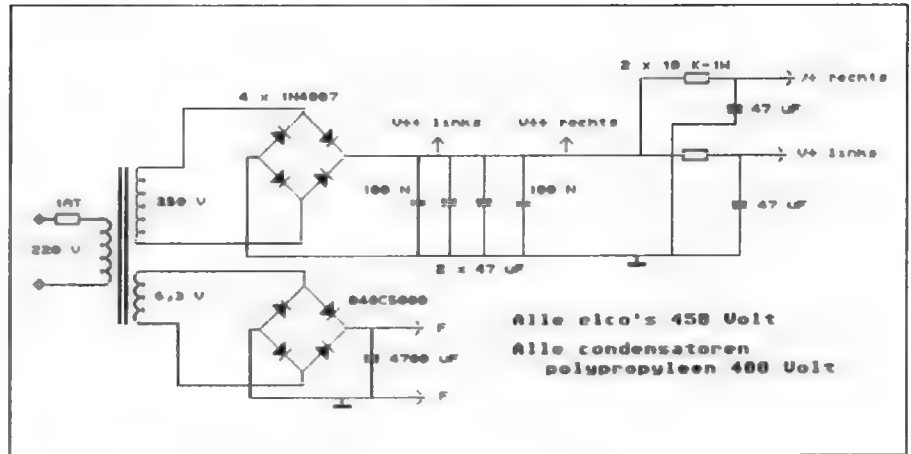 2 x 10 K-1W
4 x 1N4007
V+ rechts
47 uF
V++ links
V++ rechts
V+ links
1AT
350 V
100 N
100 N
220 V
47 uF
2 x 47 uF
6,3 V
B40C5000
F
4700 uF
F
Alle elco's 450 Volt
Alle condensatoren
polypropyleen 400 Volt